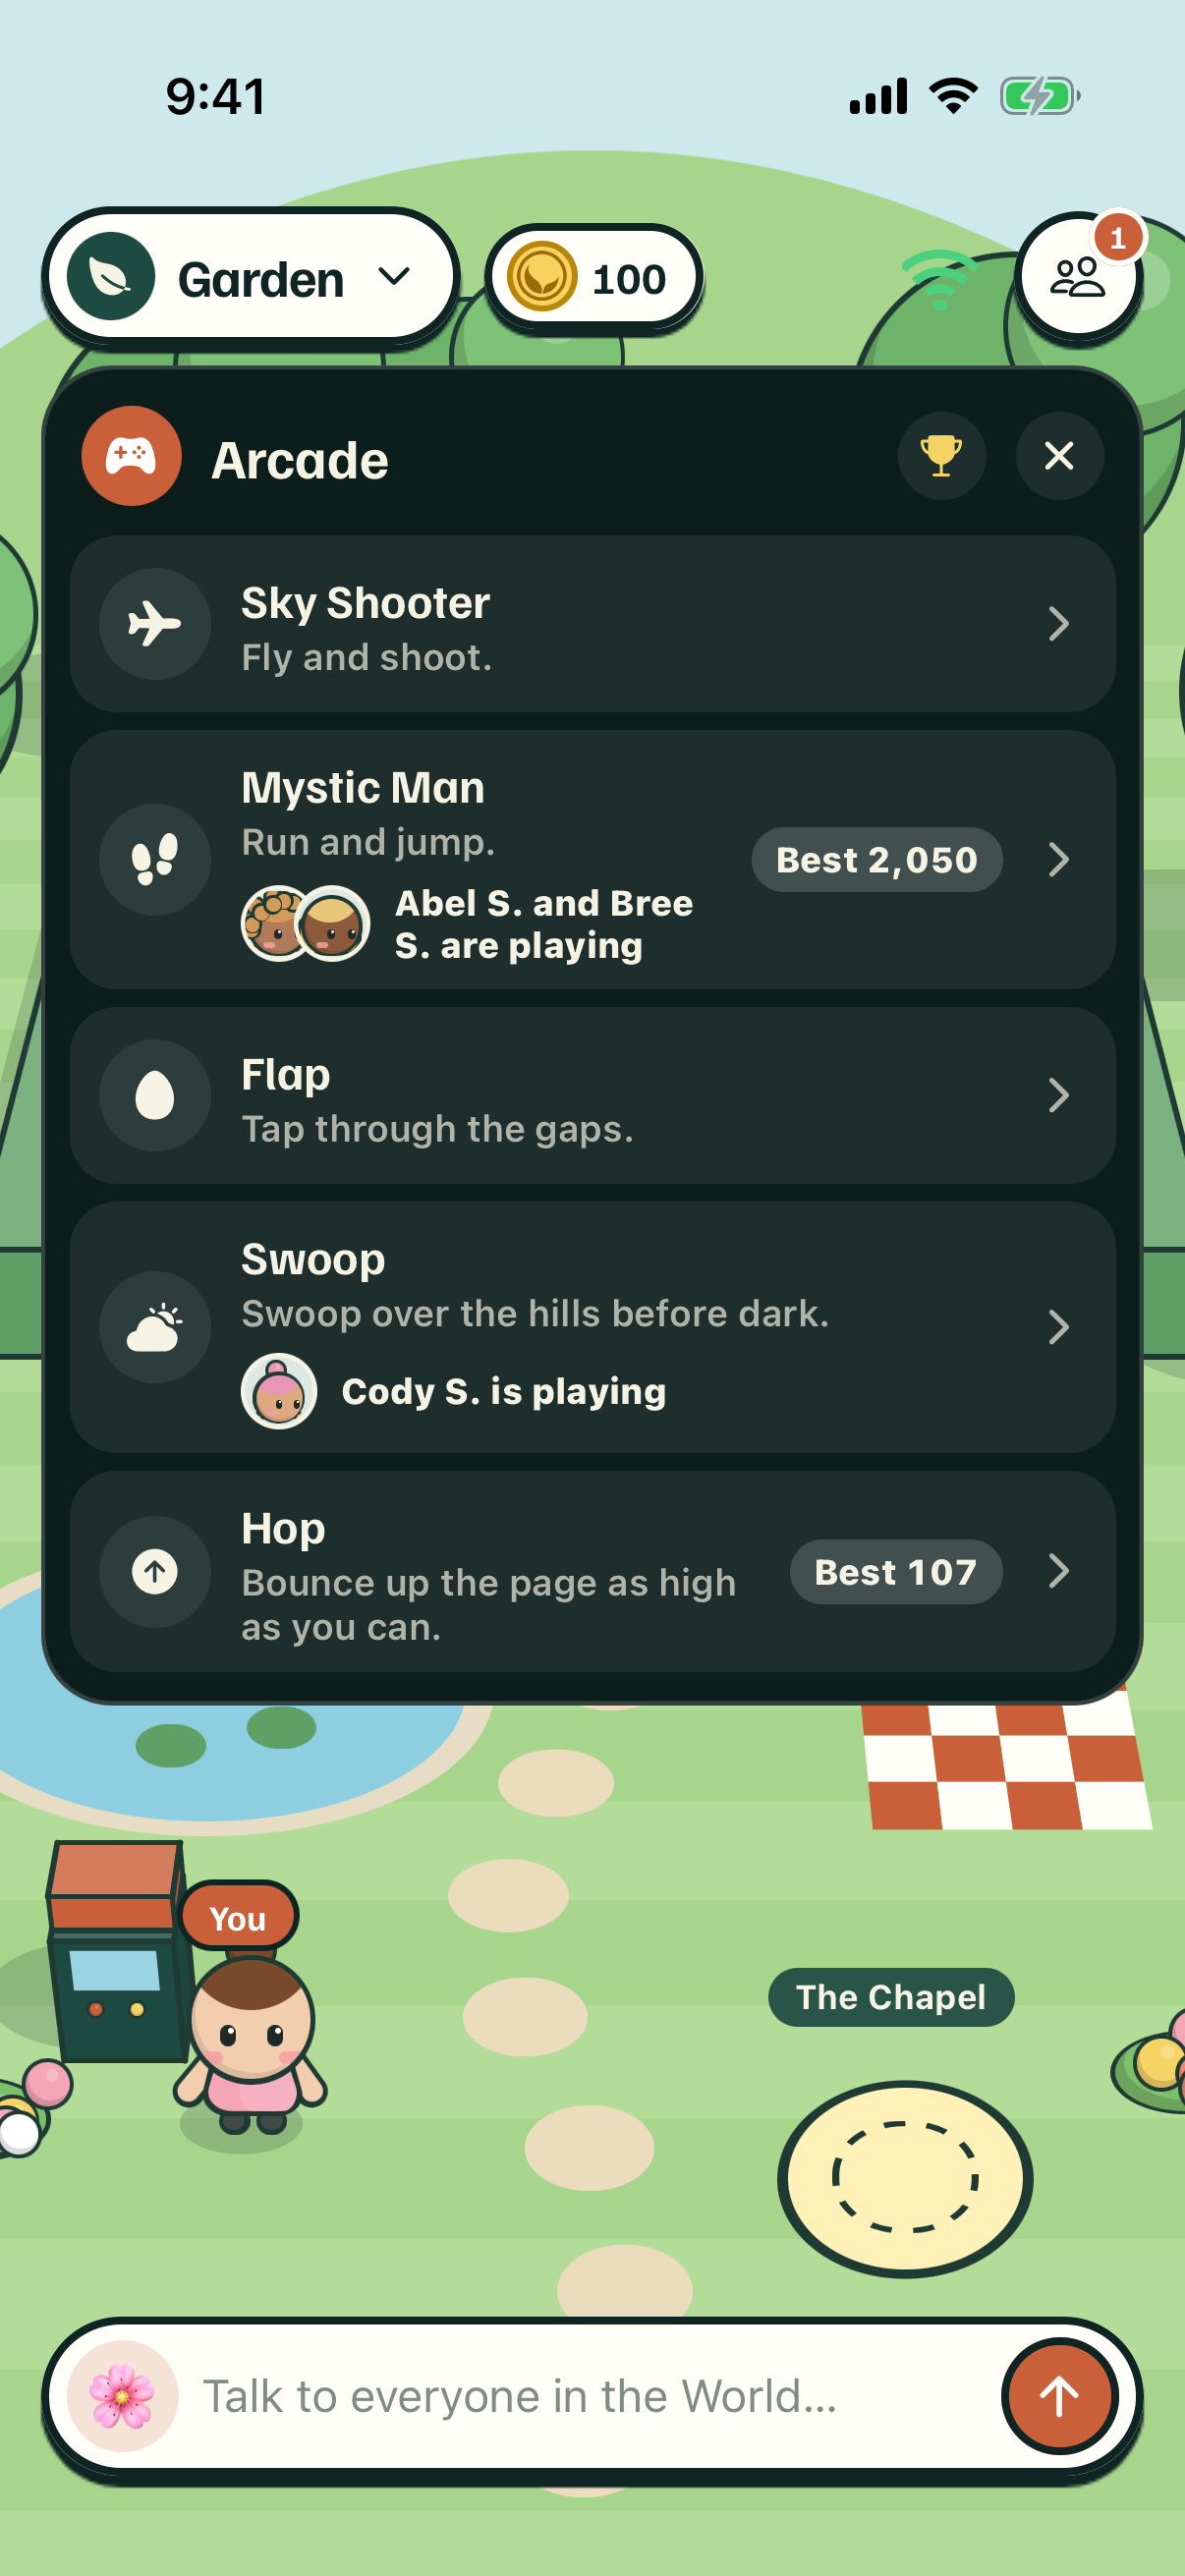 9:41
Garden
100
1
Arcade
Sky Shooter
Fly and shoot.
Mystic Man
Run and jump.
Best 2,050
Abel S. and Bree
S. are playing
Flap
Tap through the gaps.
Swoop
Swoop over the hills before dark.
Cody S. is playing
Hop
Bounce up the page as high
as you can.
Best 107
You
The Chapel
Talk to everyone in the World...